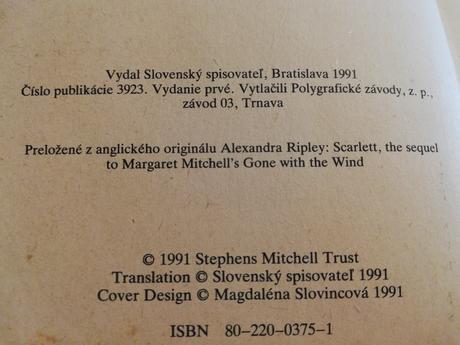 Vydal Slovenský spisovateľ, Bratislava 1991
Číslo publikácie 3923. Vydanie prvé. Vytlačili Polygrafické závody, z. p.,
závod 03, Trnava
Preložené z anglického originálu Alexandra Ripley: Scarlett, the sequel
to Margaret Mitchell's Gone with the Wind
© 1991 Stephens Mitchell Trust
Translation © Slovenský spisovateľ 1991
Cover Design © Magdaléna Slovincová 1991
ISBN 80-220-0375-1